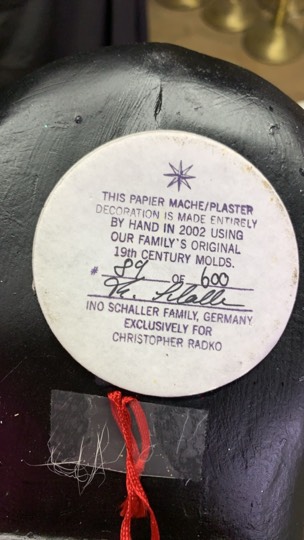 THIS PAPIER MACHE/PLASTER
DECORATION IS MADE ENTIRELY
BY HAND IN 2002 USING
OUR FAMILY'S ORIGINAL
19th CENTURY MOLDS.
# 89 OF 600
INO SCHALLER FAMILY, GERMANY
EXCLUSIVELY FOR
CHRISTOPHER RADKO